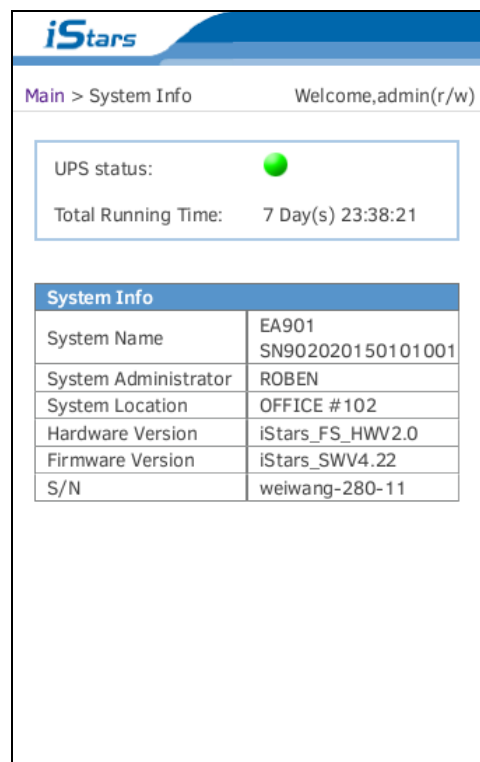 iStars
Main > System Info Welcome,admin(r/w)
UPS status:
Total Running Time: 7 Day(s) 23:38:21
System Info
System Name EA901
SN902020150101001
System Administrator ROBEN
System Location OFFICE #102
Hardware Version iStars_FS_HWV2.0
Firmware Version iStars_SWV4.22
S/N weiwang-280-11